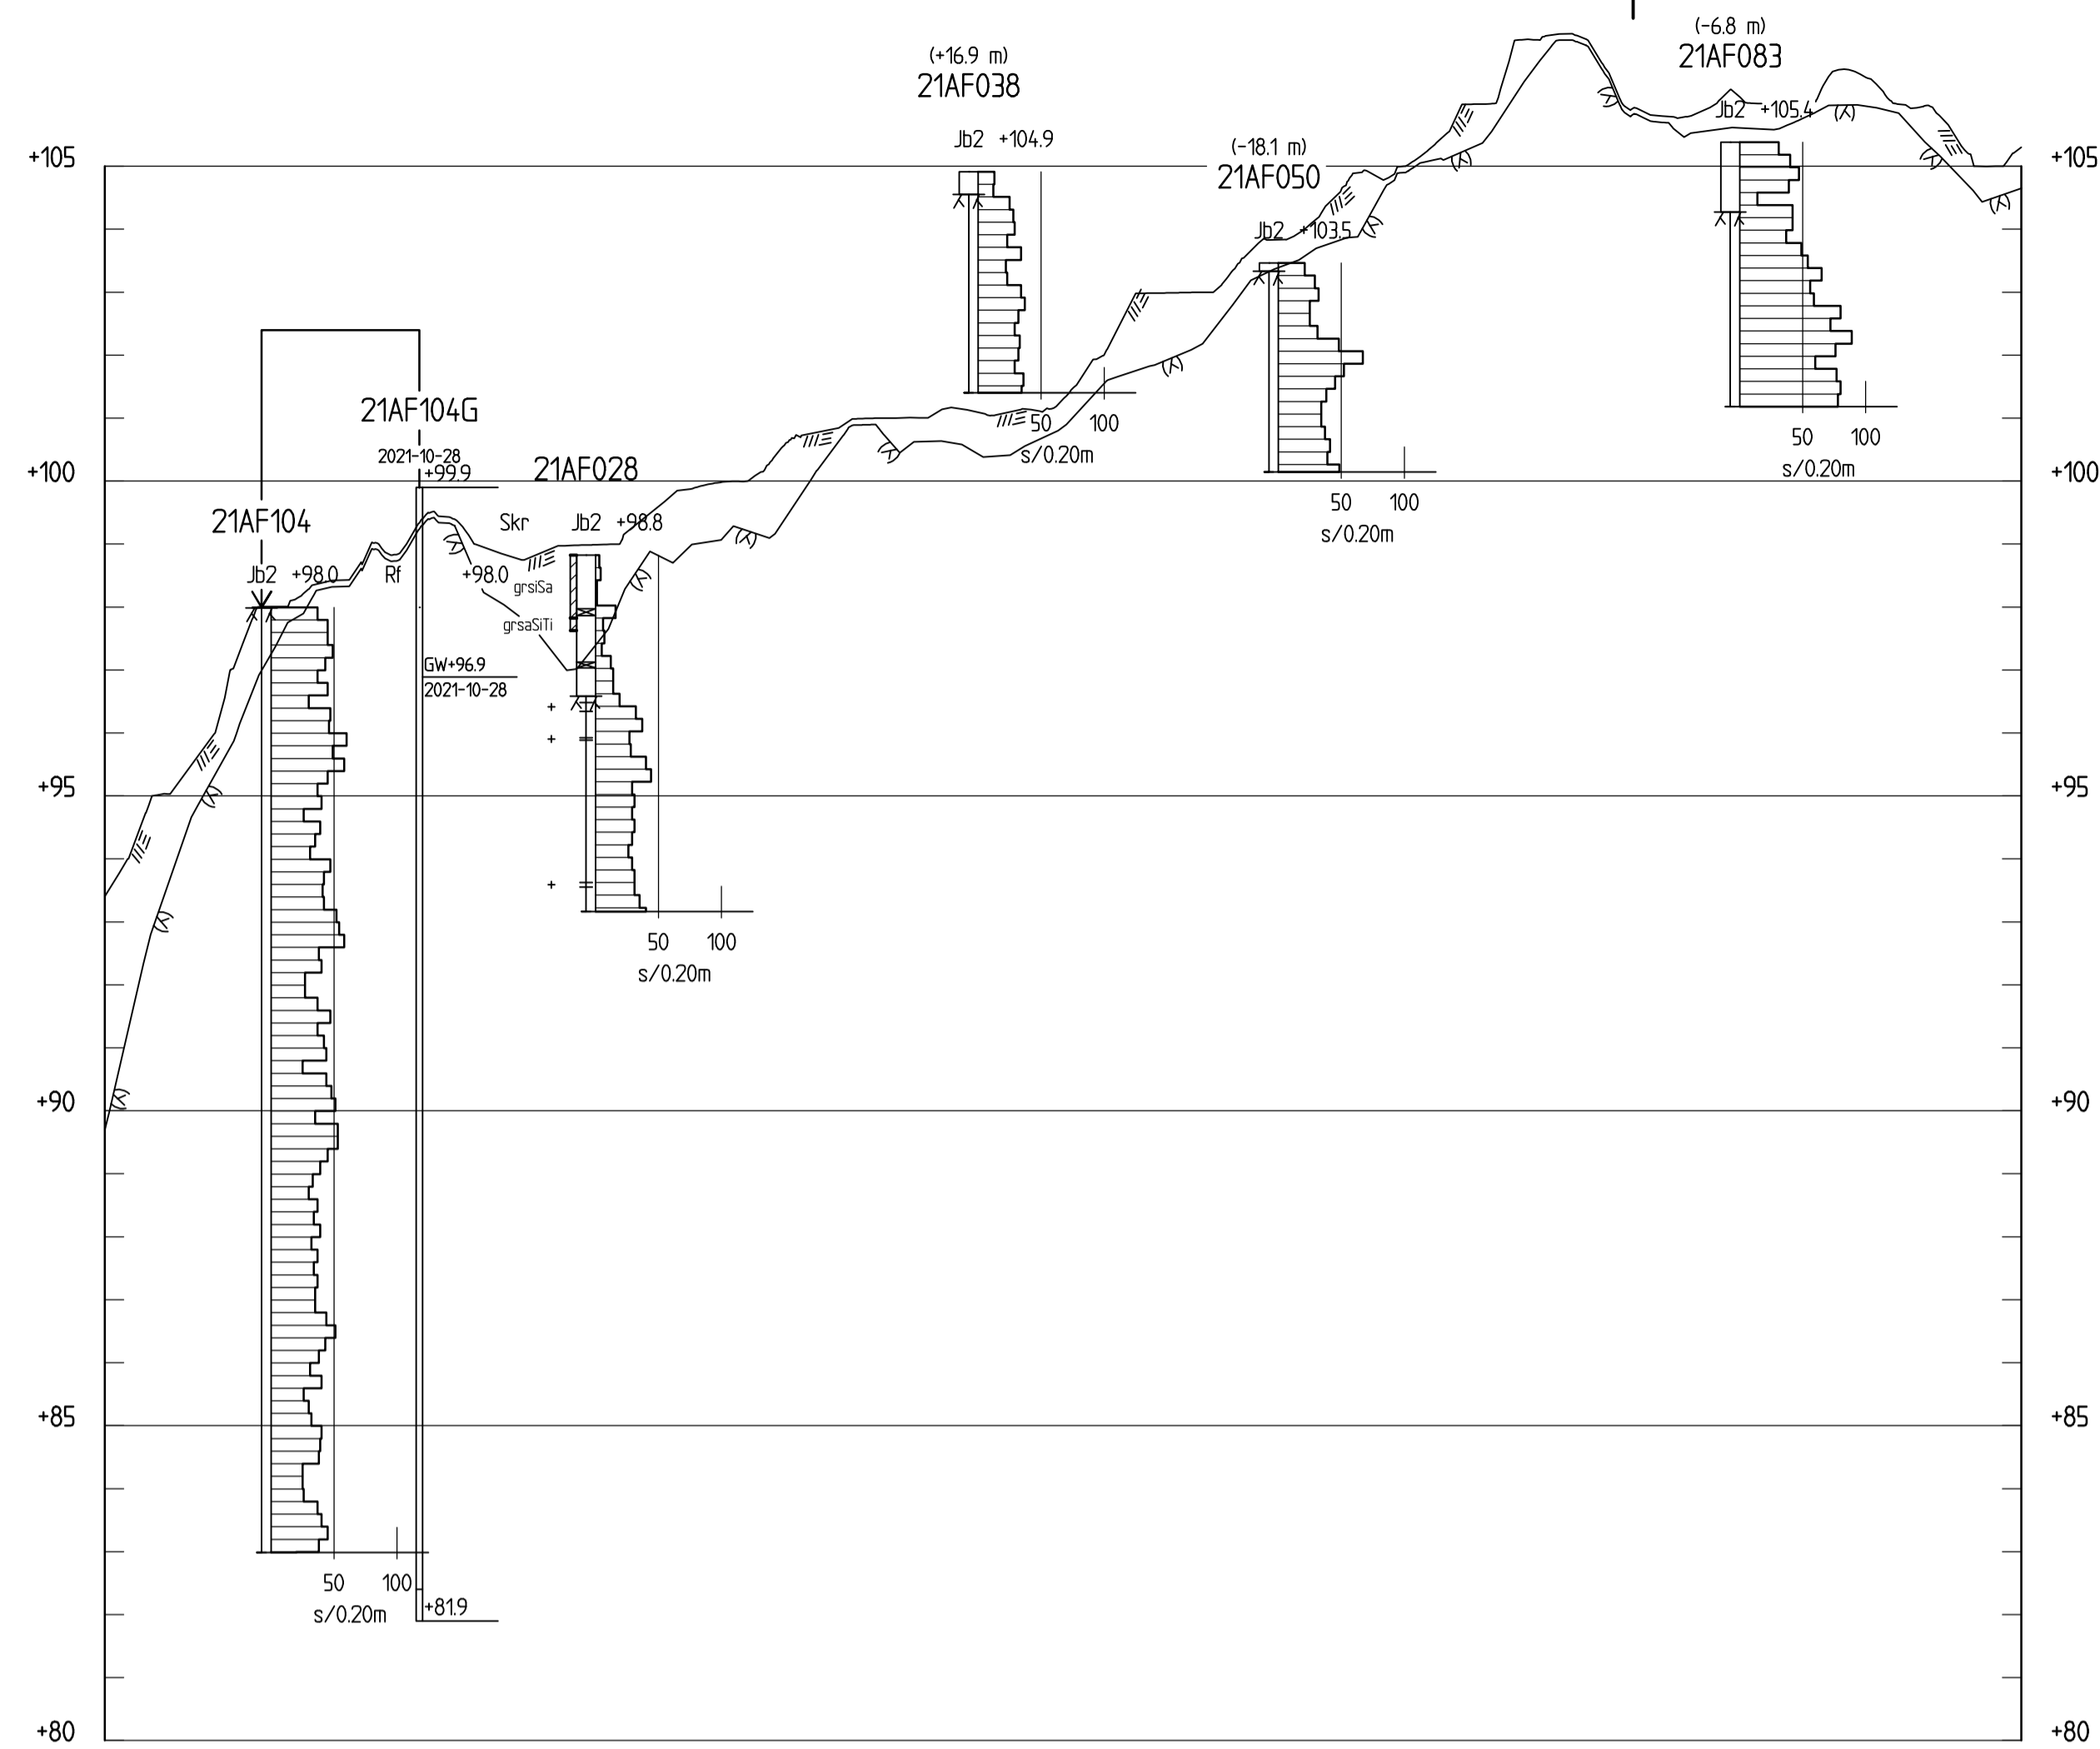 (-6.8 m)
21AF083
(+16.9 m)
21AF038
Jb2 +105.4
Jb2 +104.9
(-18.1 m)
21AF050
+105
+105
Jb2 +103.5
21AF104G
2021-10-28
+99.9
50 100
s/0.20m
50 100
s/0.20m
21AF028
+100
+100
50 100
s/0.20m
21AF104
Skr
Jb2 +98.8
Jb2 +98.0
Rf
+98.0
grsiSa
grsaSiTi
GW+96.9
2021-10-28
+
+
+95
+95
+
50 100
s/0.20m
+90
+90
+85
+85
50 100
s/0.20m
+81.9
+80
+80